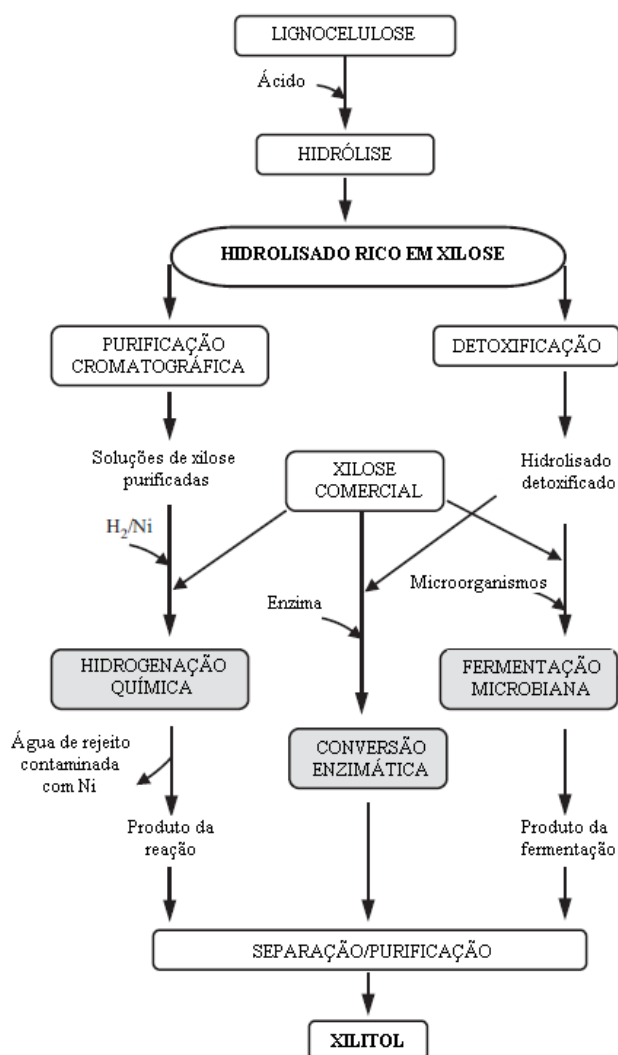 LIGNOCELULOSE
Ácido
HIDRÓLISE
HIDROLISADO RICO EM XILOSE
PURIFICAÇÃO
CROMATOGRÁFICA
DETOXIFICAÇÃO
Soluções de xilose
purificadas
XILOSE
COMERCIAL
Hidrolisado
detoxificado
H₂/Ni
Enzima
Microorganismos
HIDROGENAÇÃO
QUÍMICA
FERMENTAÇÃO
MICROBIANA
Água de rejeito
contaminada
com Ni
CONVERSÃO
ENZIMÁTICA
Produto da
reação
Produto da
fermentação
SEPARAÇÃO/PURIFICAÇÃO
XILITOL